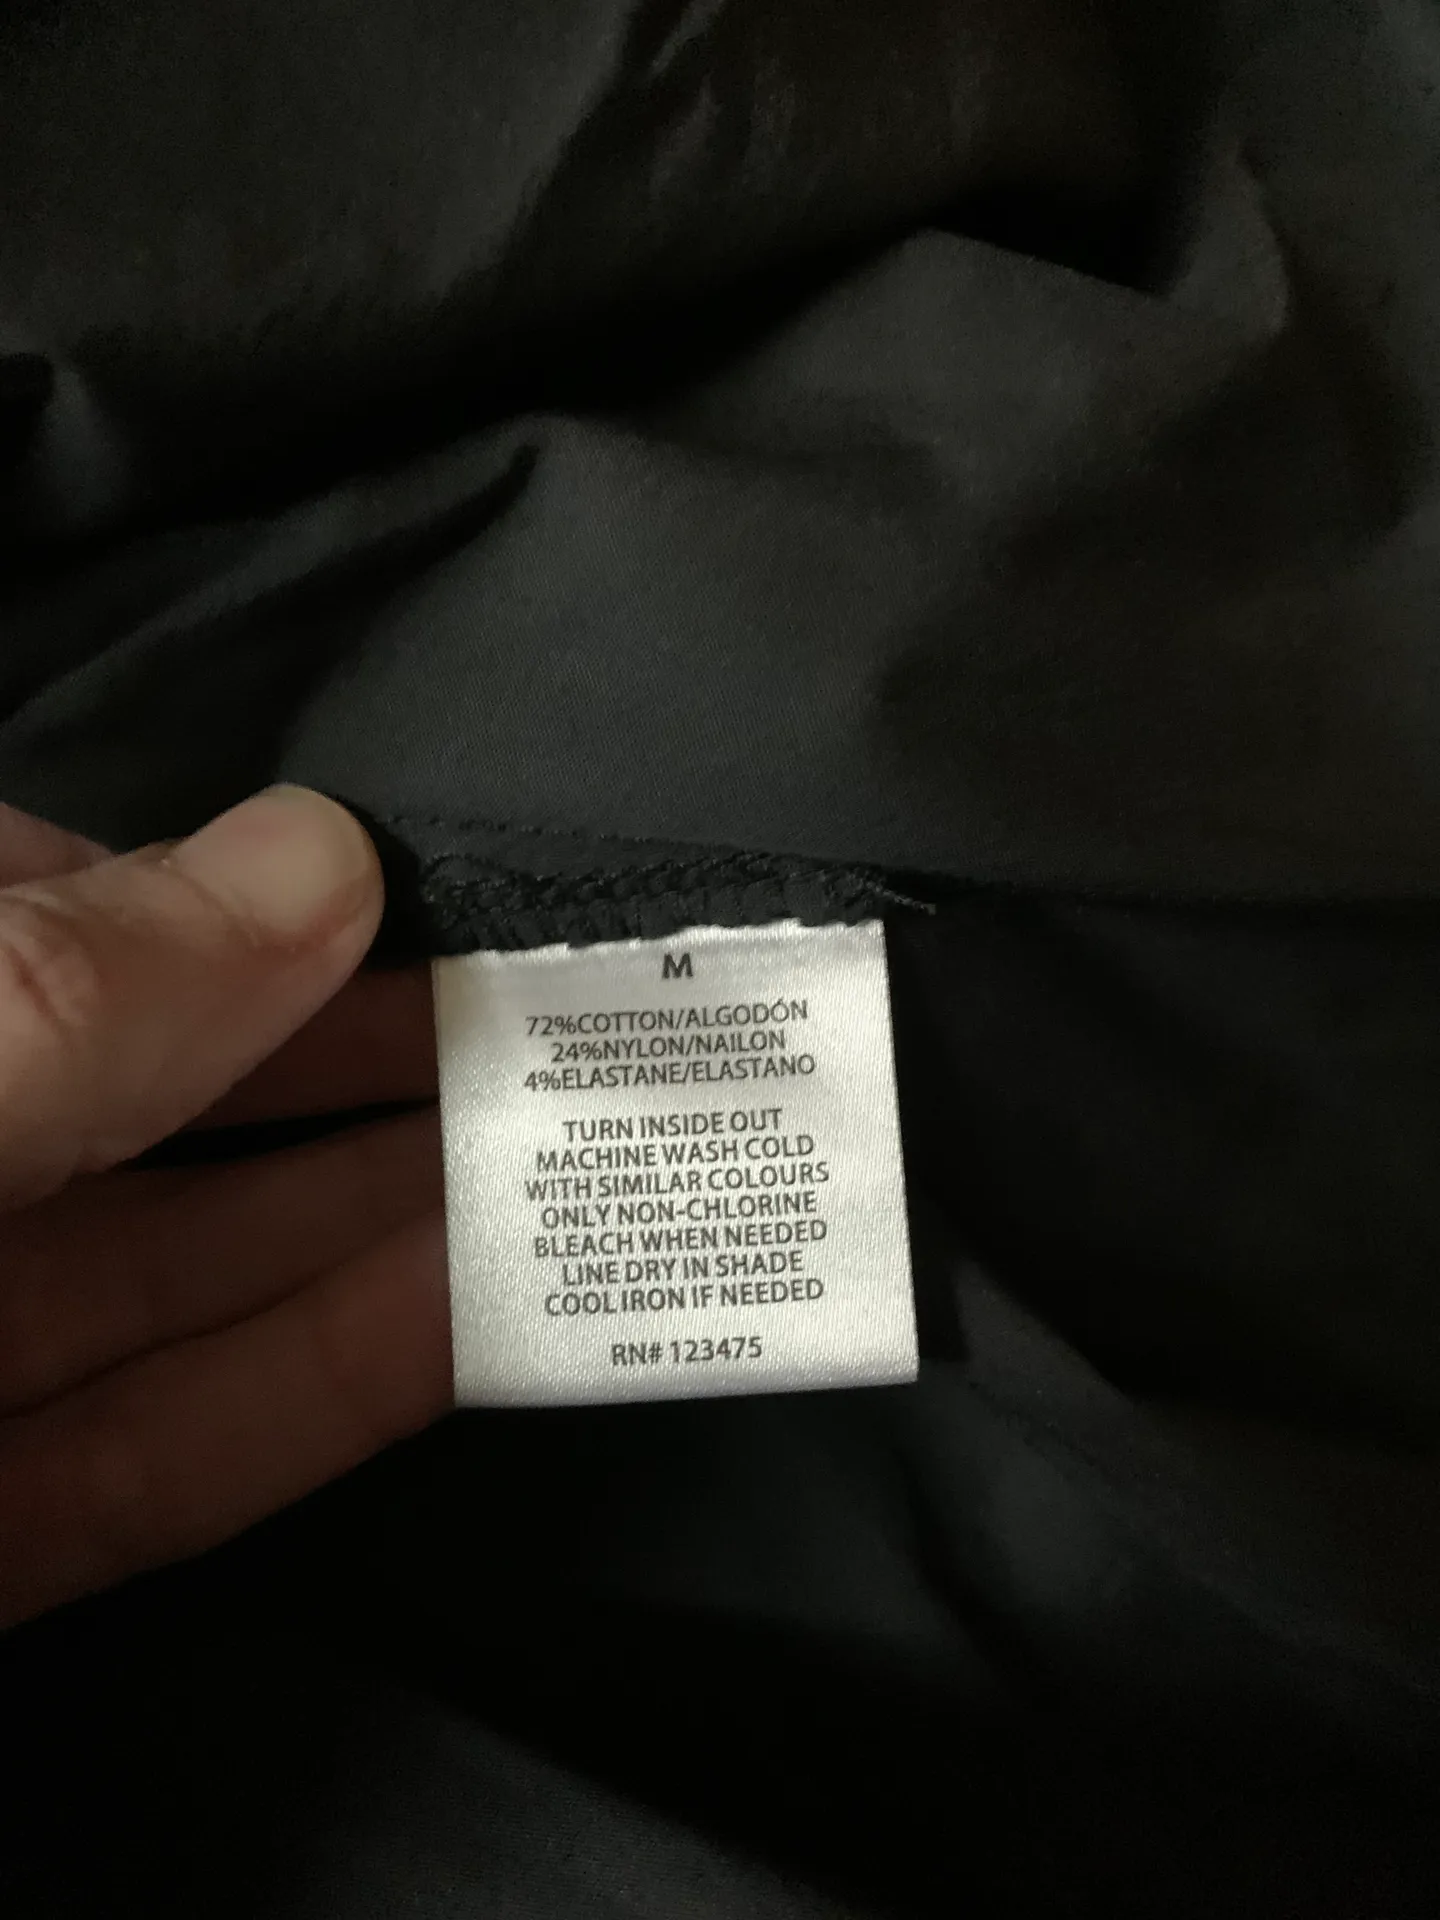 M
72%COTTON/ALGODÓN
24%NYLON/NAILON
4%ELASTANE/ELASTANO
TURN INSIDE OUT
MACHINE WASH COLD
WITH SIMILAR COLOURS
ONLY NON-CHLORINE
BLEACH WHEN NEEDED
LINE DRY IN SHADE
COOL IRON IF NEEDED
RN# 123475